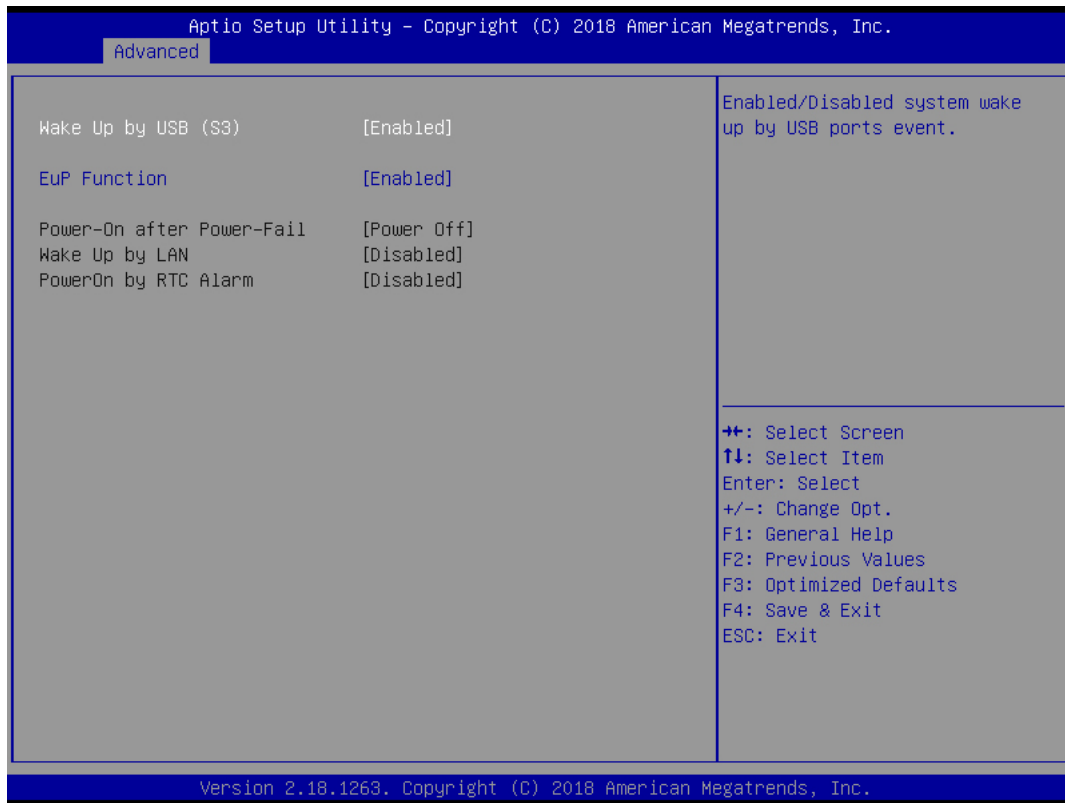 Aptio Setup Utility – Copyright (C) 2018 American Megatrends, Inc.
Advanced
Wake Up by USB (S3) [Enabled]
EuP Function [Enabled]
Power-On after Power-Fail [Power Off]
Wake Up by LAN [Disabled]
PowerOn by RTC Alarm [Disabled]
Enabled/Disabled system wake
up by USB ports event.
→←: Select Screen
↑↓: Select Item
Enter: Select
+/-: Change Opt.
F1: General Help
F2: Previous Values
F3: Optimized Defaults
F4: Save & Exit
ESC: Exit
Version 2.18.1263. Copyright (C) 2018 American Megatrends, Inc.